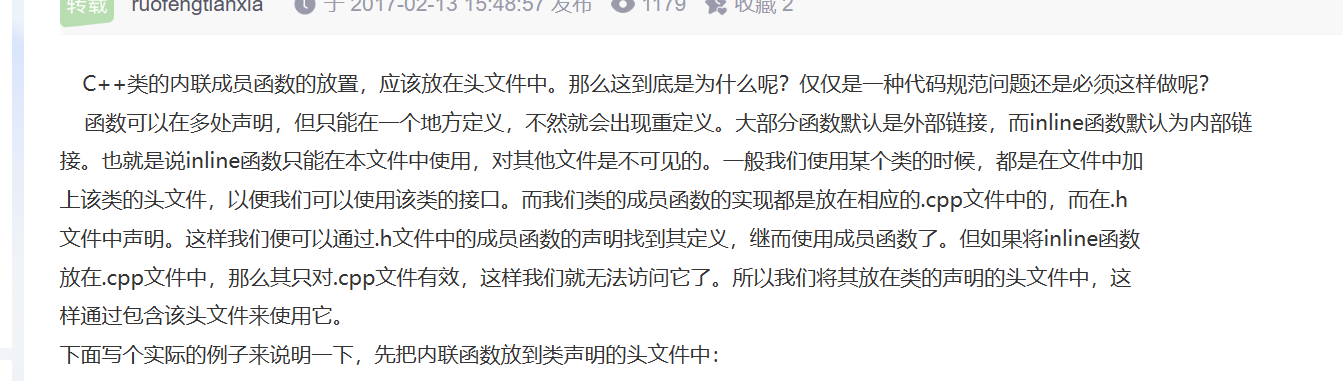 转载 ruofengtianxia 于 2017-02-13 15:48:57 发布 1179 收藏 2
C++类的内联成员函数的放置，应该放在头文件中。那么这到底是为什么呢？仅仅是一种代码规范问题还是必须这样做呢？
函数可以在多处声明，但只能在一个地方定义，不然就会出现重定义。大部分函数默认是外部链接，而inline函数默认为内部链
接。也就是说inline函数只能在本文件中使用，对其他文件是不可见的。一般我们使用某个类的时候，都是在文件中加
上该类的头文件，以便我们可以使用该类的接口。而我们类的成员函数的实现都是放在相应的.cpp文件中的，而在.h
文件中声明。这样我们便可以通过.h文件中的成员函数的声明找到其定义，继而使用成员函数了。但如果将inline函数
放在.cpp文件中，那么其只对.cpp文件有效，这样我们就无法访问它了。所以我们将其放在类的声明的头文件中，这
样通过包含该头文件来使用它。
下面写个实际的例子来说明一下，先把内联函数放到类声明的头文件中：